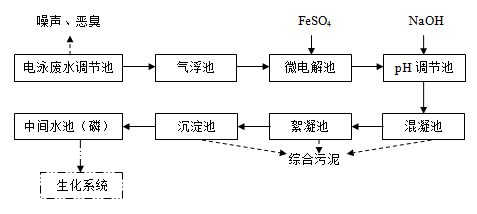 噪声、恶臭
FeSO₄
NaOH
电泳废水调节池
气浮池
微电解池
pH 调节池
中间水池（磷）
沉淀池
絮凝池
混凝池
综合污泥
生化系统